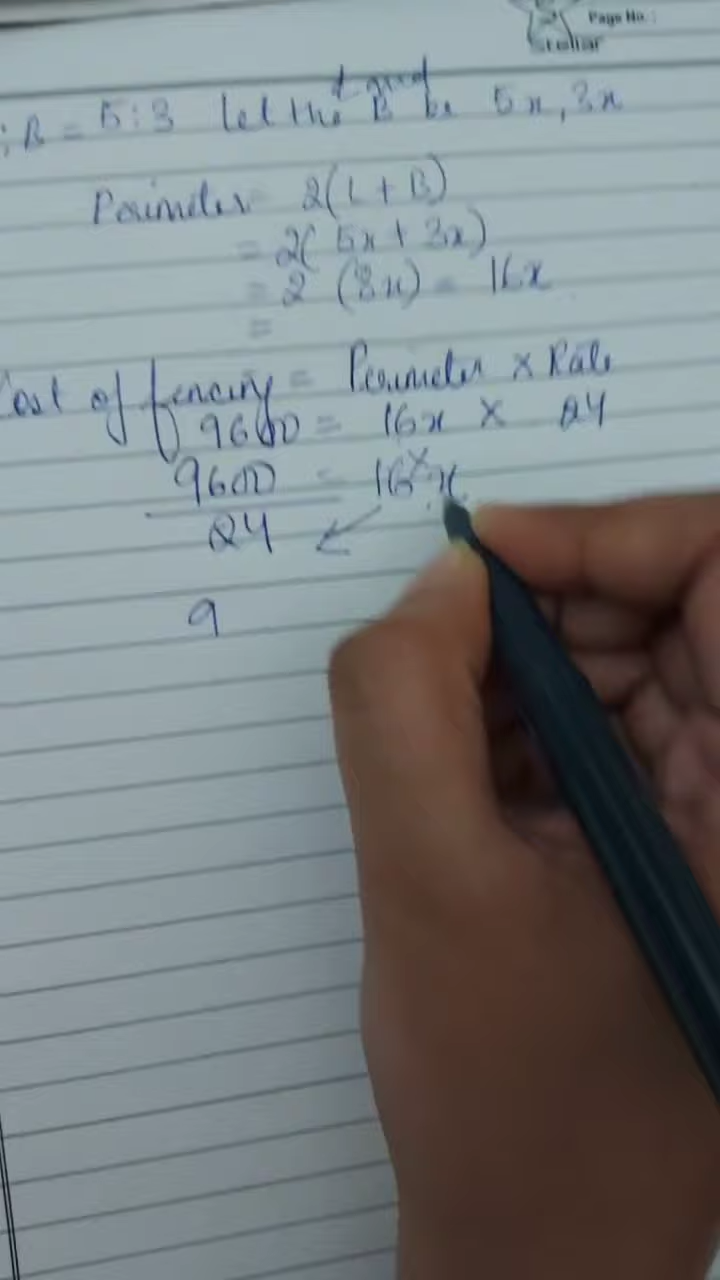 Page No. :
Stellar
: B = 5 : 3 Let the L and B be 5x, 3x
Perimeter = 2(L + B)
= 2( 5x + 3x)
= 2 (8x) = 16x
=
Cost of fencing = Perimeter × Rate
9600 = 16x × 24
9600 = 16 × x
24
9